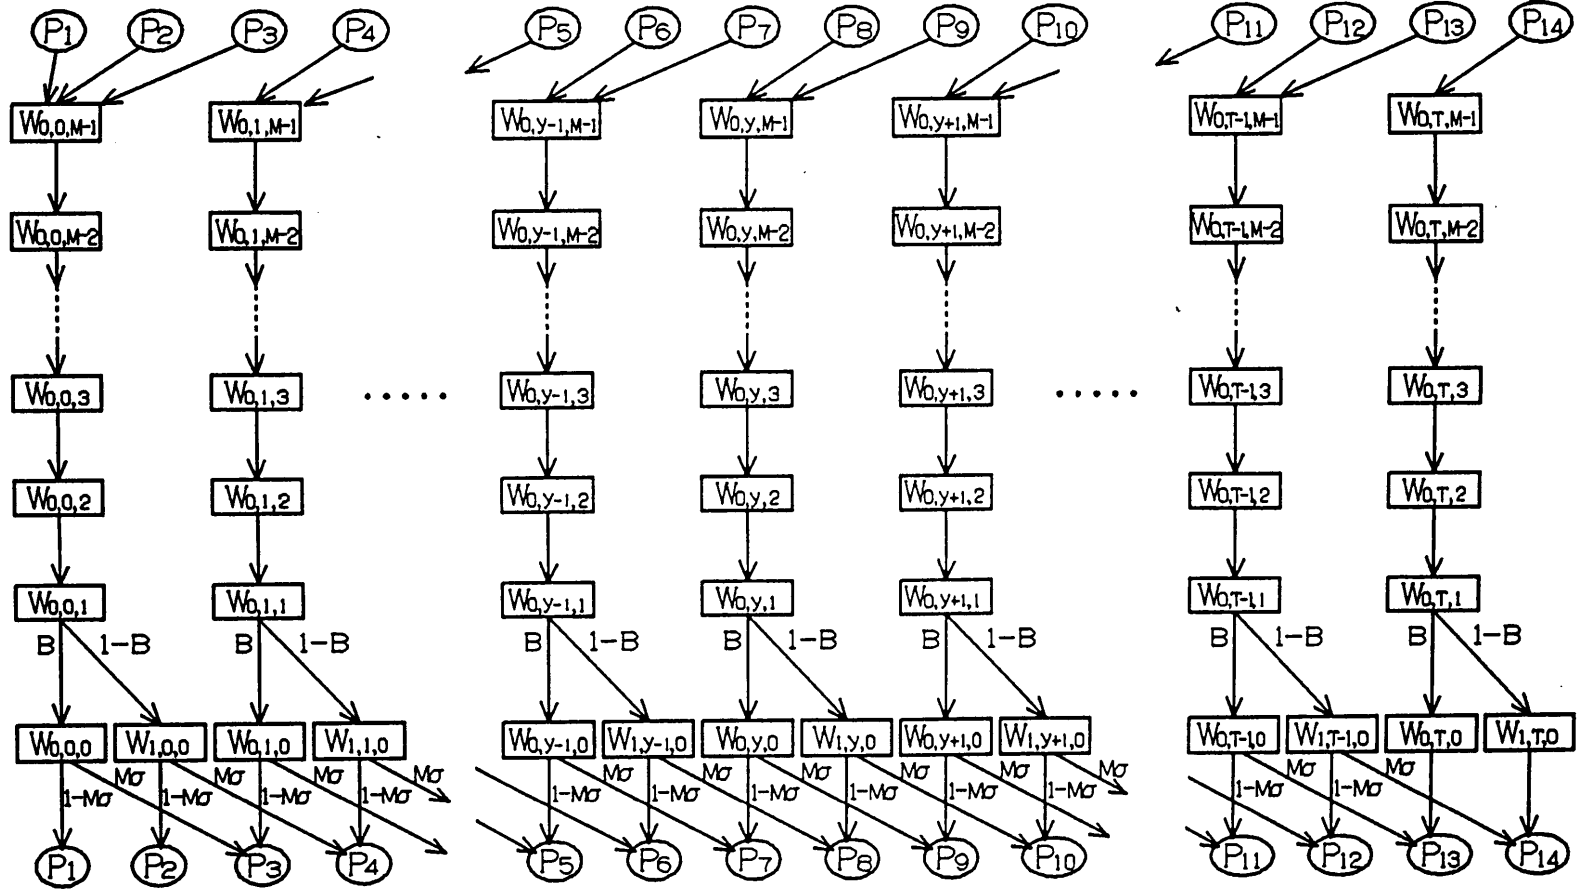 P1 P2 P3 P4 P5 P6 P7 P8 P9 P10 P11 P12 P13 P14
W0,0,M-1 W0,1,M-1 W0,y-1,M-1 W0,y,M-1 W0,y+1,M-1 W0,T-1,M-1 W0,T,M-1
W0,0,M-2 W0,1,M-2 W0,y-1,M-2 W0,y,M-2 W0,y+1,M-2 W0,T-1,M-2 W0,T,M-2
W0,0,3 W0,1,3 ..... W0,y-1,3 W0,y,3 W0,y+1,3 ..... W0,T-1,3 W0,T,3
W0,0,2 W0,1,2 W0,y-1,2 W0,y,2 W0,y+1,2 W0,T-1,2 W0,T,2
W0,0,1 W0,1,1 W0,y-1,1 W0,y,1 W0,y+1,1 W0,T-1,1 W0,T,1
B 1-B B 1-B B 1-B B 1-B B 1-B B 1-B B 1-B
W0,0,0 W1,0,0 W0,1,0 W1,1,0 W0,y-1,0 W1,y-1,0 W0,y,0 W1,y,0 W0,y+1,0 W1,y+1,0 W0,T-1,0 W1,T-1,0 W0,T,0 W1,T,0
Mσ Mσ Mσ Mσ Mσ Mσ Mσ Mσ Mσ Mσ Mσ Mσ
1-Mσ 1-Mσ 1-Mσ 1-Mσ 1-Mσ 1-Mσ 1-Mσ 1-Mσ 1-Mσ 1-Mσ 1-Mσ 1-Mσ
P1 P2 P3 P4 P5 P6 P7 P8 P9 P10 P11 P12 P13 P14